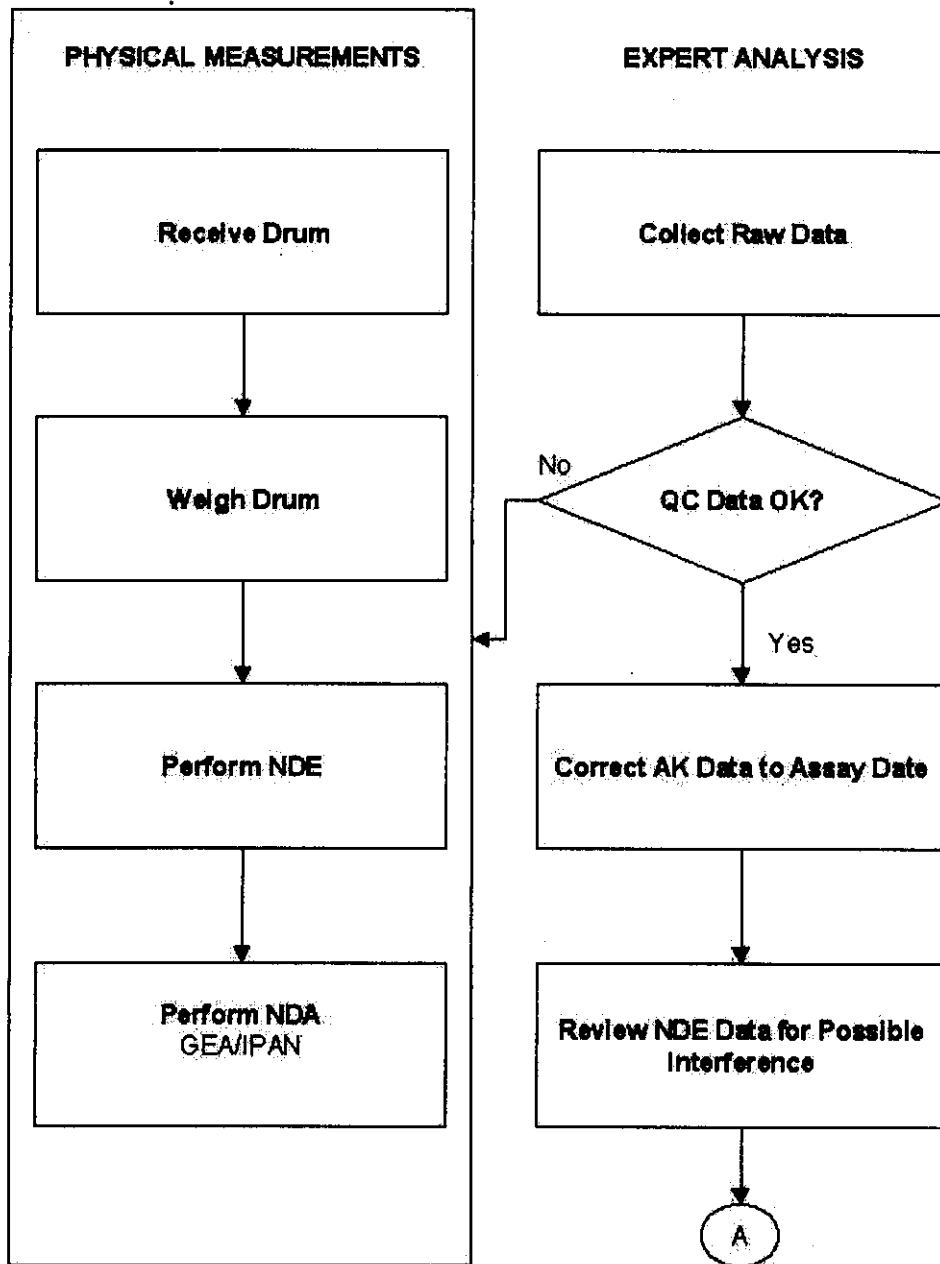 PHYSICAL MEASUREMENTS
Receive Drum
Weigh Drum
Perform NDE
Perform NDA
GEA/IPAN
EXPERT ANALYSIS
Collect Raw Data
QC Data OK?
No
Yes
Correct AK Data to Assay Date
Review NDE Data for Possible
Interference
A